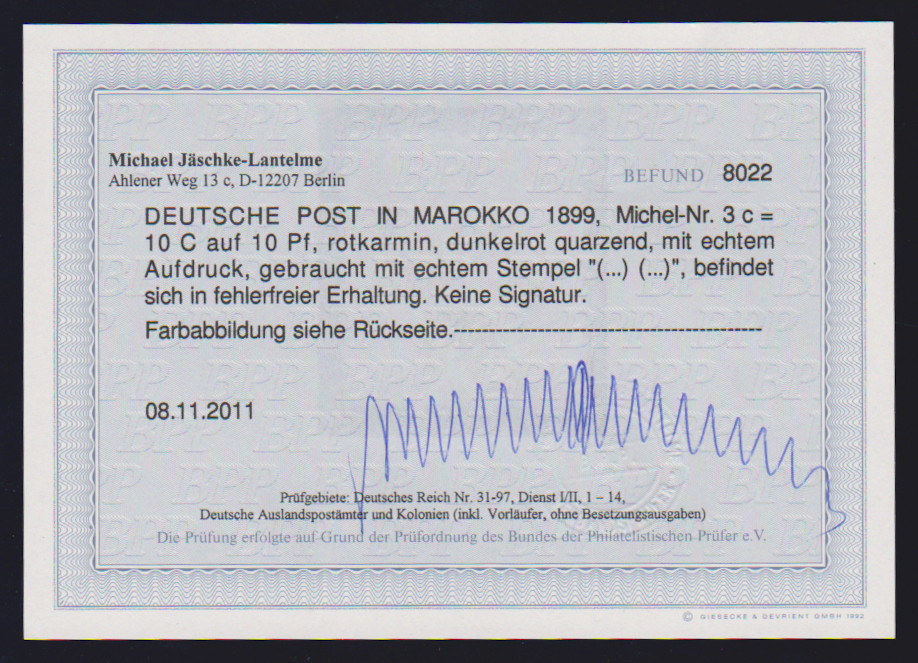 Michael Jäschke-Lantelme
Ahlener Weg 13 c, D-12207 Berlin
BEFUND 8022
DEUTSCHE POST IN MAROKKO 1899, Michel-Nr. 3 c =
10 C auf 10 Pf, rotkarmin, dunkelrot quarzend, mit echtem
Aufdruck, gebraucht mit echtem Stempel "(...) (...)", befindet
sich in fehlerfreier Erhaltung. Keine Signatur.
Farbabbildung siehe Rückseite.---------------------------------------------
08.11.2011
Prüfgebiete: Deutsches Reich Nr. 31-97, Dienst I/II, 1 – 14,
Deutsche Auslandspostämter und Kolonien (inkl. Vorläufer, ohne Besetzungsausgaben)
Die Prüfung erfolgte auf Grund der Prüfordnung des Bundes der Philatelistischen Prüfer e.V.
© GIESECKE & DEVRIENT GMBH 1992